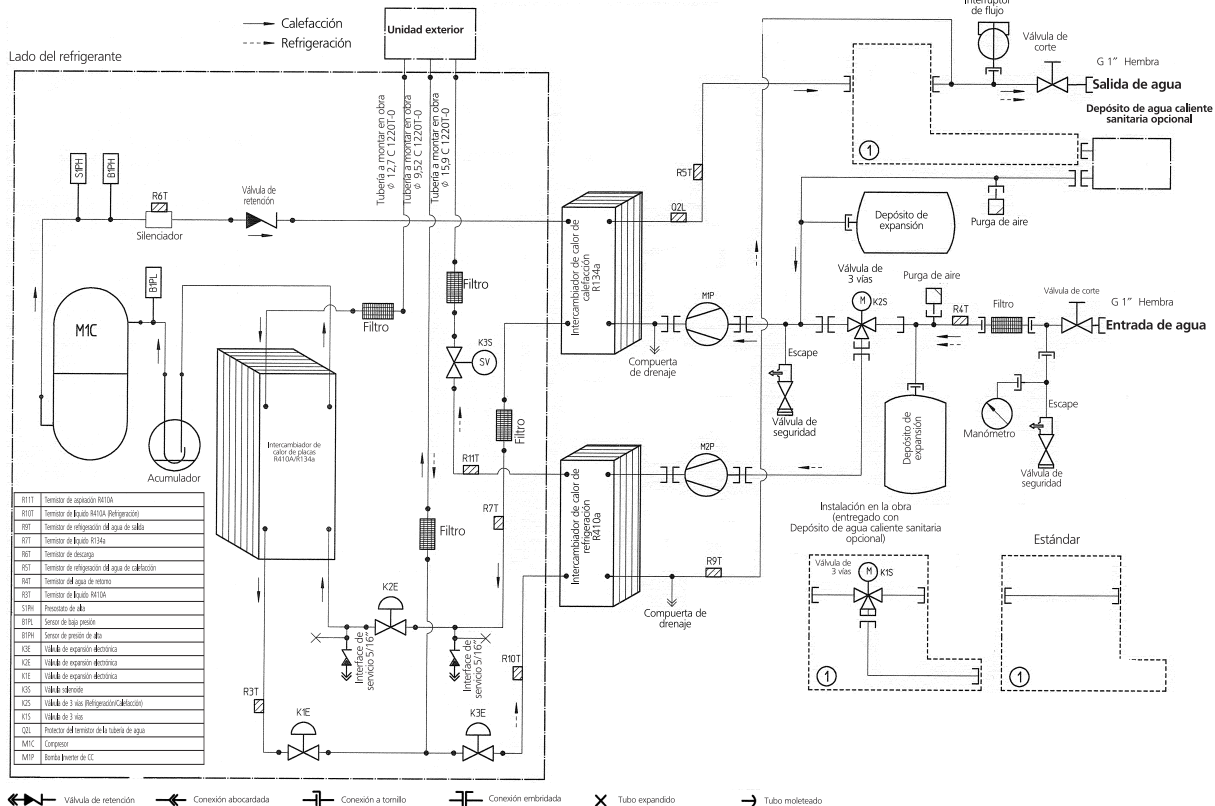 Calefacción
Refrigeración
Unidad exterior
Lado del refrigerante
Tubería a montar en obra
φ 12,7 C 1220T-0
Tubería a montar en obra
φ 9,52 C 1220T-0
Tubería a montar en obra
φ 15,9 C 1220T-0
Interruptor
de flujo
Válvula de
corte
G 1" Hembra
Salida de agua
Depósito de agua caliente
sanitaria opcional
1
S1PH
B1PH
R6T
Silenciador
Válvula de
retención
R5T
Q2L
Intercambiador de calor de
calefacción
R134a
Depósito de
expansión
Purga de aire
B1PL
M1C
Filtro
Filtro
K3S
SV
M1P
Compuerta
de drenaje
Válvula de
3 vías
M
K2S
Purga de aire
R4T
Filtro
Válvula de corte
G 1" Hembra
Entrada de agua
Escape
Válvula de
seguridad
Depósito de
expansión
Manómetro
Escape
Válvula de
seguridad
Acumulador
Intercambiador de
calor de placas
R410A/R134a
Filtro
Filtro
R11T
R7T
Intercambiador de calor de
refrigeración
R410a
M2P
R9T
Compuerta de
drenaje
K2E
Interface de
servicio 5/16"
Interface de
servicio 5/16"
R10T
R3T
K1E
K3E
Instalación en la obra
(entregado con
Depósito de agua caliente sanitaria
opcional)
Válvula de
3 vías
M
K1S
1
Estándar
1
R11T Termistor de aspiración R410A
R10T Termistor de líquido R410A (Refrigeración)
R9T Termistor de refrigeración del agua de salida
R7T Termistor de líquido R134a
R6T Termistor de descarga
R5T Termistor de refrigeración del agua de calefacción
R4T Termistor del agua de retorno
R3T Termistor de líquido R410A
S1PH Presostato de alta
B1PL Sensor de baja presión
B1PH Sensor de presión de alta
K3E Válvula de expansión electrónica
K2E Válvula de expansión electrónica
K1E Válvula de expansión electrónica
K3S Válvula solenoide
K2S Válvula de 3 vías (Refrigeración/Calefacción)
K1S Válvula de 3 vías
Q2L Protector del termistor de la tubería de agua
M1C Compresor
M1P Bomba Inverter de CC
Válvula de retención
Conexión abocardada
Conexión a tornillo
Conexión embridada
Tubo expandido
Tubo moleteado